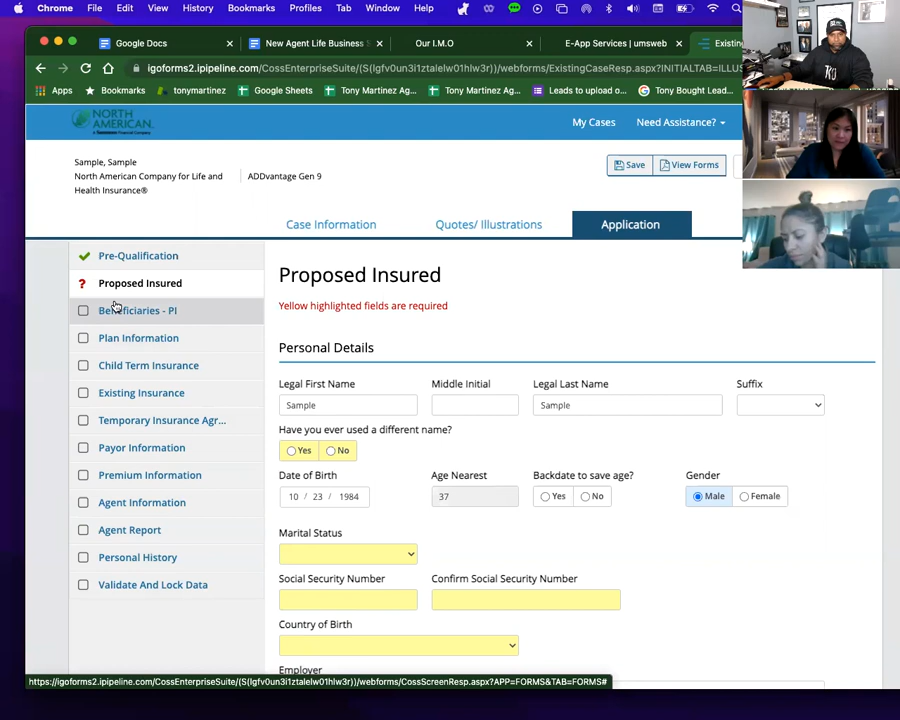 Chrome File Edit View History Bookmarks Profiles Tab Window Help
Google Docs × New Agent Life Business S × Our I.M.O × E-App Services | umsweb × Existing
igoforms2.ipipeline.com/CossEnterpriseSuite/(S(lgfv0un3i1ztalelw01hlw3r))/webforms/ExistingCaseResp.aspx?INITIALTAB=ILLUS
Apps Bookmarks tonymartinez Google Sheets Tony Martinez Ag... Tony Martinez Ag... Leads to upload o... Tony Bought Lead...
NORTH AMERICAN
My Cases Need Assistance?
Sample, Sample
North American Company for Life and Health Insurance®
ADDvantage Gen 9
Save View Forms
Case Information Quotes/ Illustrations Application
Pre-Qualification
Proposed Insured
Beneficiaries - PI
Plan Information
Child Term Insurance
Existing Insurance
Temporary Insurance Agr...
Payor Information
Premium Information
Agent Information
Agent Report
Personal History
Validate And Lock Data
Proposed Insured
Yellow highlighted fields are required
Personal Details
Legal First Name Middle Initial Legal Last Name Suffix
Sample Sample
Have you ever used a different name?
Yes No
Date of Birth Age Nearest Backdate to save age? Gender
10 / 23 / 1984 37 Yes No Male Female
Marital Status
Social Security Number Confirm Social Security Number
Country of Birth
Employer
https://igoforms2.ipipeline.com/CossEnterpriseSuite/(S(lgfv0un3i1ztalelw01hlw3r))/webforms/CossScreenResp.aspx?APP=FORMS&TAB=FORMS#